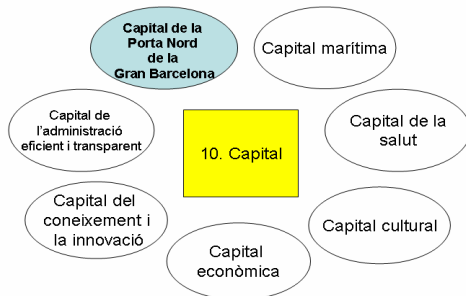 Capital de la
Porta Nord
de la
Gran Barcelona
Capital marítima
Capital de
l'administració
eficient i transparent
10. Capital
Capital de la
salut
Capital del
coneixement i
la innovació
Capital cultural
Capital
econòmica